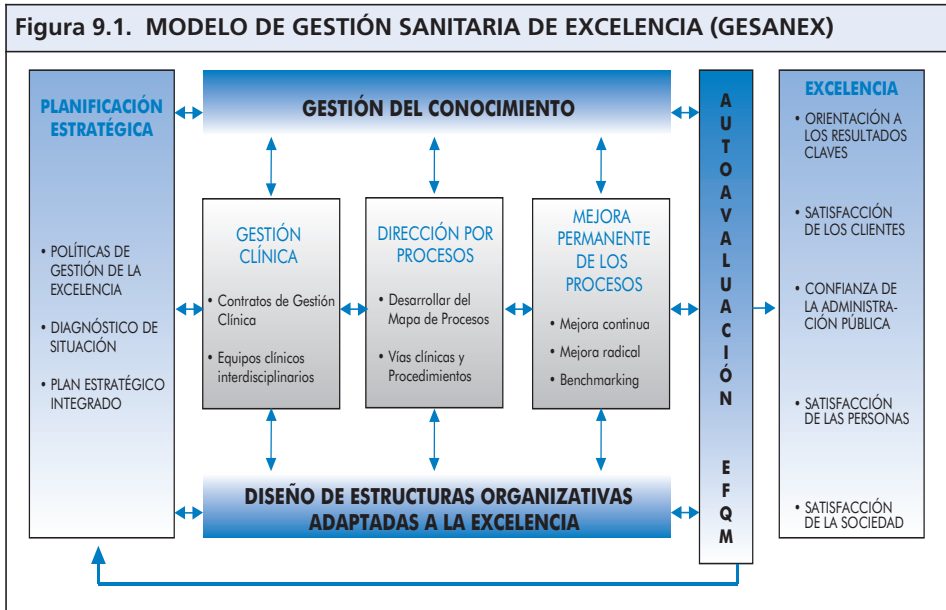 Figura 9.1. MODELO DE GESTIÓN SANITARIA DE EXCELENCIA (GESANEX)
PLANIFICACIÓN
ESTRATÉGICA
• POLÍTICAS DE
GESTIÓN DE LA
EXCELENCIA
• DIAGNÓSTICO DE
SITUACIÓN
• PLAN ESTRATÉGICO
INTEGRADO
GESTIÓN DEL CONOCIMIENTO
GESTIÓN
CLÍNICA
• Contratos de Gestión
Clínica
• Equipos clínicos
interdisciplinarios
DIRECCIÓN POR
PROCESOS
• Desarrollar del
Mapa de Procesos
• Vías clínicas y
Procedimientos
MEJORA
PERMANENTE
DE LOS
PROCESOS
• Mejora continua
• Mejora radical
• Benchmarking
DISEÑO DE ESTRUCTURAS ORGANIZATIVAS
ADAPTADAS A LA EXCELENCIA
AUTOAVALUACIÓN EFQM
EXCELENCIA
• ORIENTACIÓN A
LOS RESULTADOS
CLAVES
• SATISFACCIÓN
DE LOS CLIENTES
• CONFIANZA DE
LA ADMINISTRA-
CIÓN PÚBLICA
• SATISFACCIÓN
DE LAS PERSONAS
• SATISFACCIÓN
DE LA SOCIEDAD